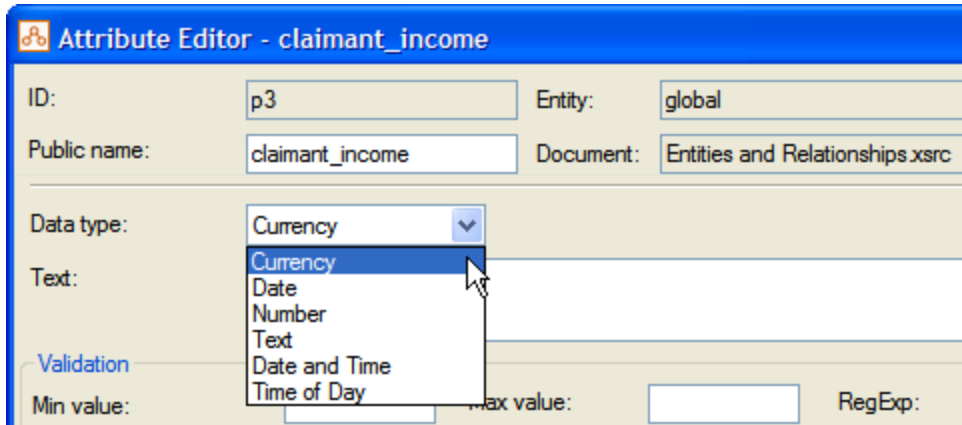 Attribute Editor - claimant_income
ID: p3 Entity: global
Public name: claimant_income Document: Entities and Relationships.xsrc
Data type: Currency
Currency
Text:
Date
Number
Text
Date and Time
Validation
Time of Day
Min value: Max value: RegExp: